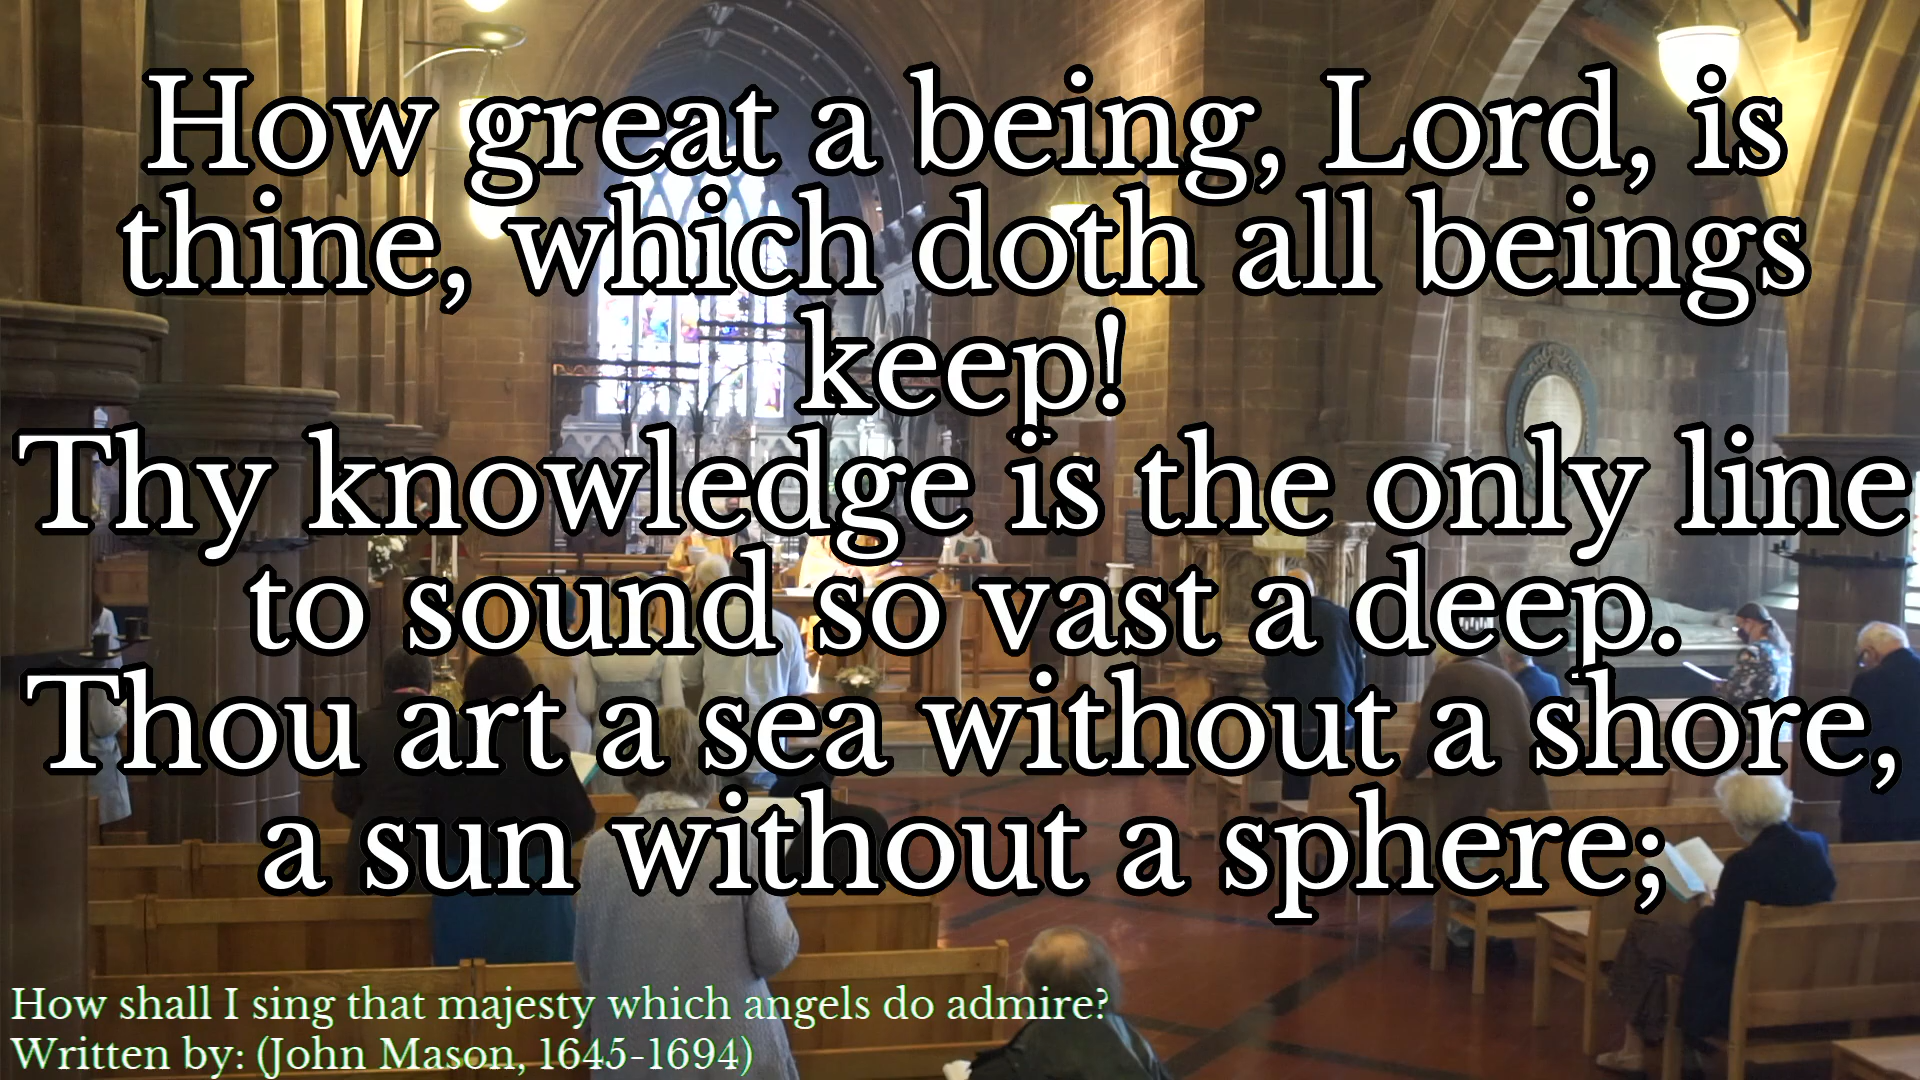 How great a being, Lord, is
thine, which doth all beings
keep!
Thy knowledge is the only line
to sound so vast a deep.
Thou art a sea without a shore,
a sun without a sphere;
How shall I sing that majesty which angels do admire?
Written by: (John Mason, 1645-1694)